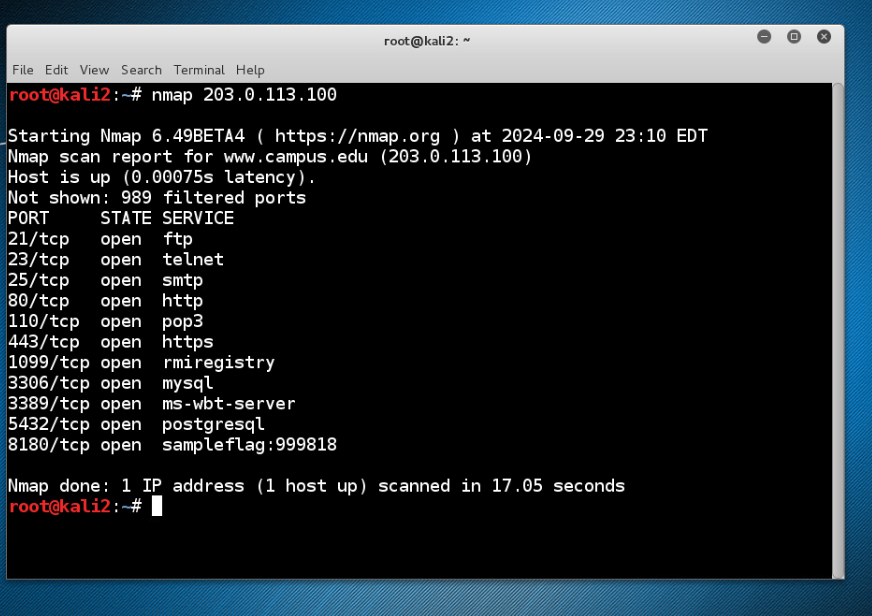 root@kali2: ~
File Edit View Search Terminal Help
root@kali2:~# nmap 203.0.113.100
Starting Nmap 6.49BETA4 ( https://nmap.org ) at 2024-09-29 23:10 EDT
Nmap scan report for www.campus.edu (203.0.113.100)
Host is up (0.00075s latency).
Not shown: 989 filtered ports
PORT     STATE SERVICE
21/tcp   open  ftp
23/tcp   open  telnet
25/tcp   open  smtp
80/tcp   open  http
110/tcp  open  pop3
443/tcp  open  https
1099/tcp open  rmiregistry
3306/tcp open  mysql
3389/tcp open  ms-wbt-server
5432/tcp open  postgresql
8180/tcp open  sampleflag:999818
Nmap done: 1 IP address (1 host up) scanned in 17.05 seconds
root@kali2:~#